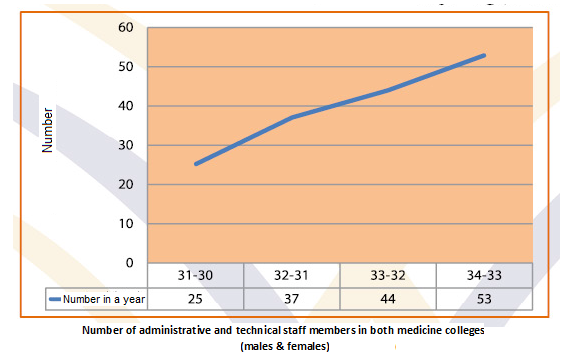 60
50
40
30
20
10
0
Number
31-30 32-31 33-32 34-33
Number in a year 25 37 44 53
Number of administrative and technical staff members in both medicine colleges
(males & females)